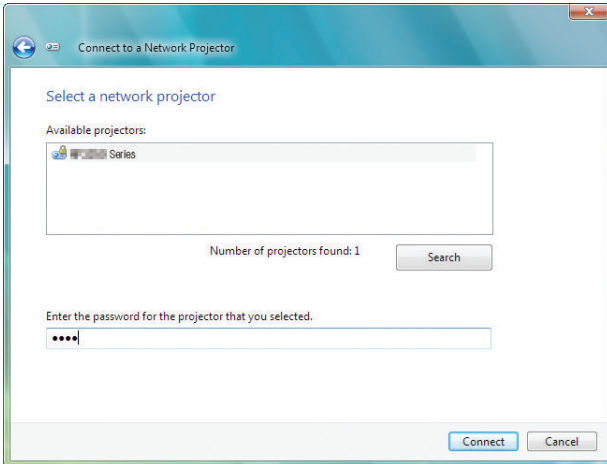 Connect to a Network Projector
Select a network projector
Available projectors:
Series
Number of projectors found: 1
Search
Enter the password for the projector that you selected.
••••
Connect
Cancel